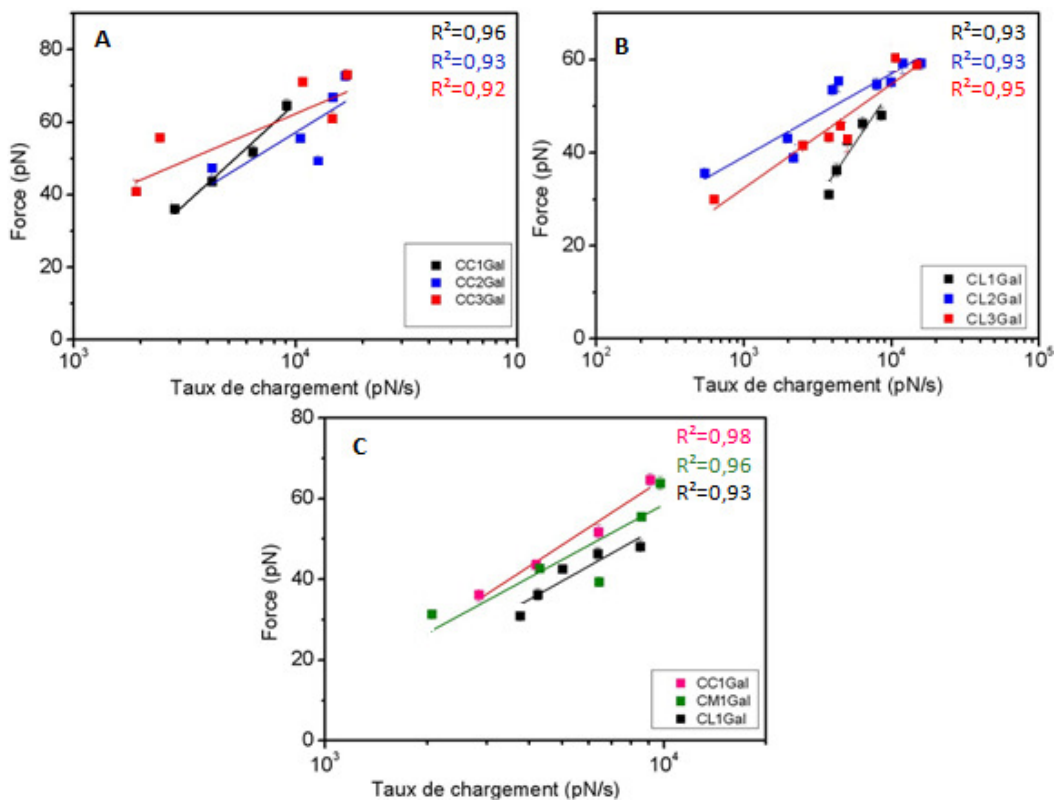 A
R²=0,96
R²=0,93
R²=0,92
80
60
40
20
0
Force (pN)
CC1Gal
CC2Gal
CC3Gal
10³
10⁴
10
Taux de chargement (pN/s)
B
R²=0,93
R²=0,93
R²=0,95
60
40
20
0
Force (pN)
CL1Gal
CL2Gal
CL3Gal
10²
10³
10⁴
10⁵
Taux de chargement (pN/s)
C
R²=0,98
R²=0,96
R²=0,93
80
60
40
20
0
Force (pN)
CC1Gal
CM1Gal
CL1Gal
10³
10⁴
Taux de chargement (pN/s)